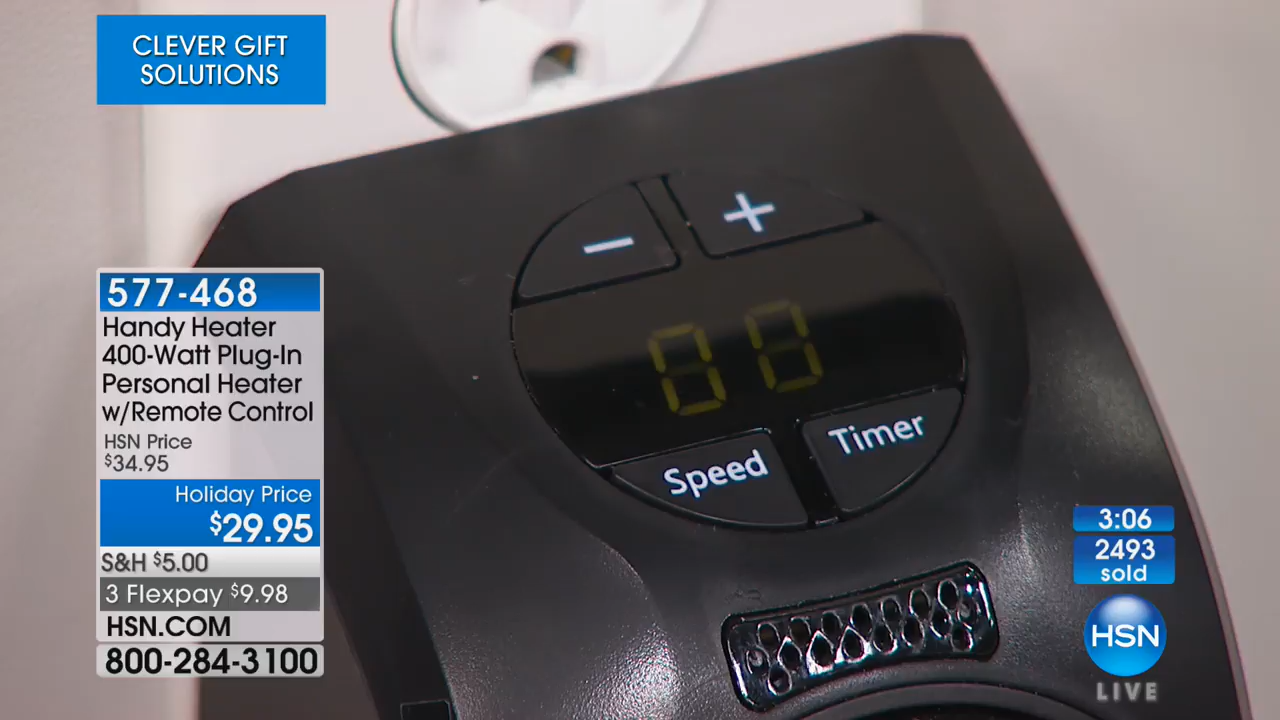 CLEVER GIFT
SOLUTIONS
577-468
Handy Heater
400-Watt Plug-In
Personal Heater
w/Remote Control
HSN Price
$34.95
Holiday Price
$29.95
S&H $5.00
3 Flexpay $9.98
HSN.COM
800-284-3100
− +
00
Speed Timer
3:06
2493
sold
HSN
LIVE